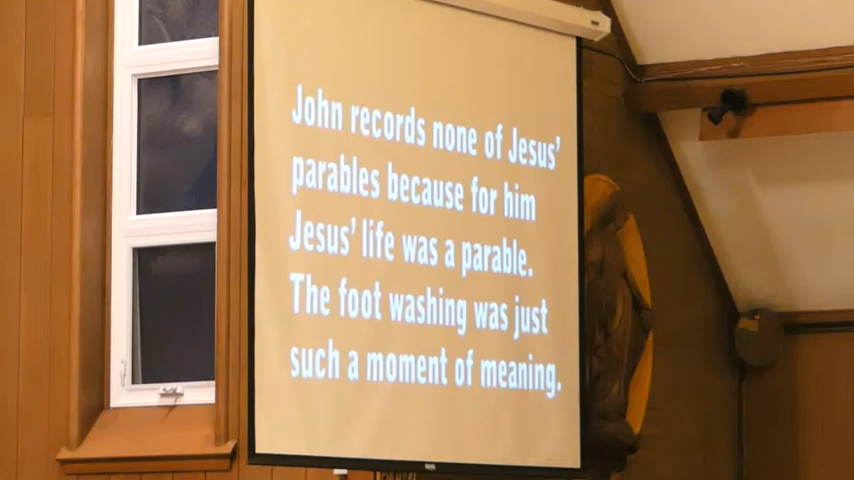 John records none of Jesus’
parables because for him
Jesus’ life was a parable.
The foot washing was just
such a moment of meaning.